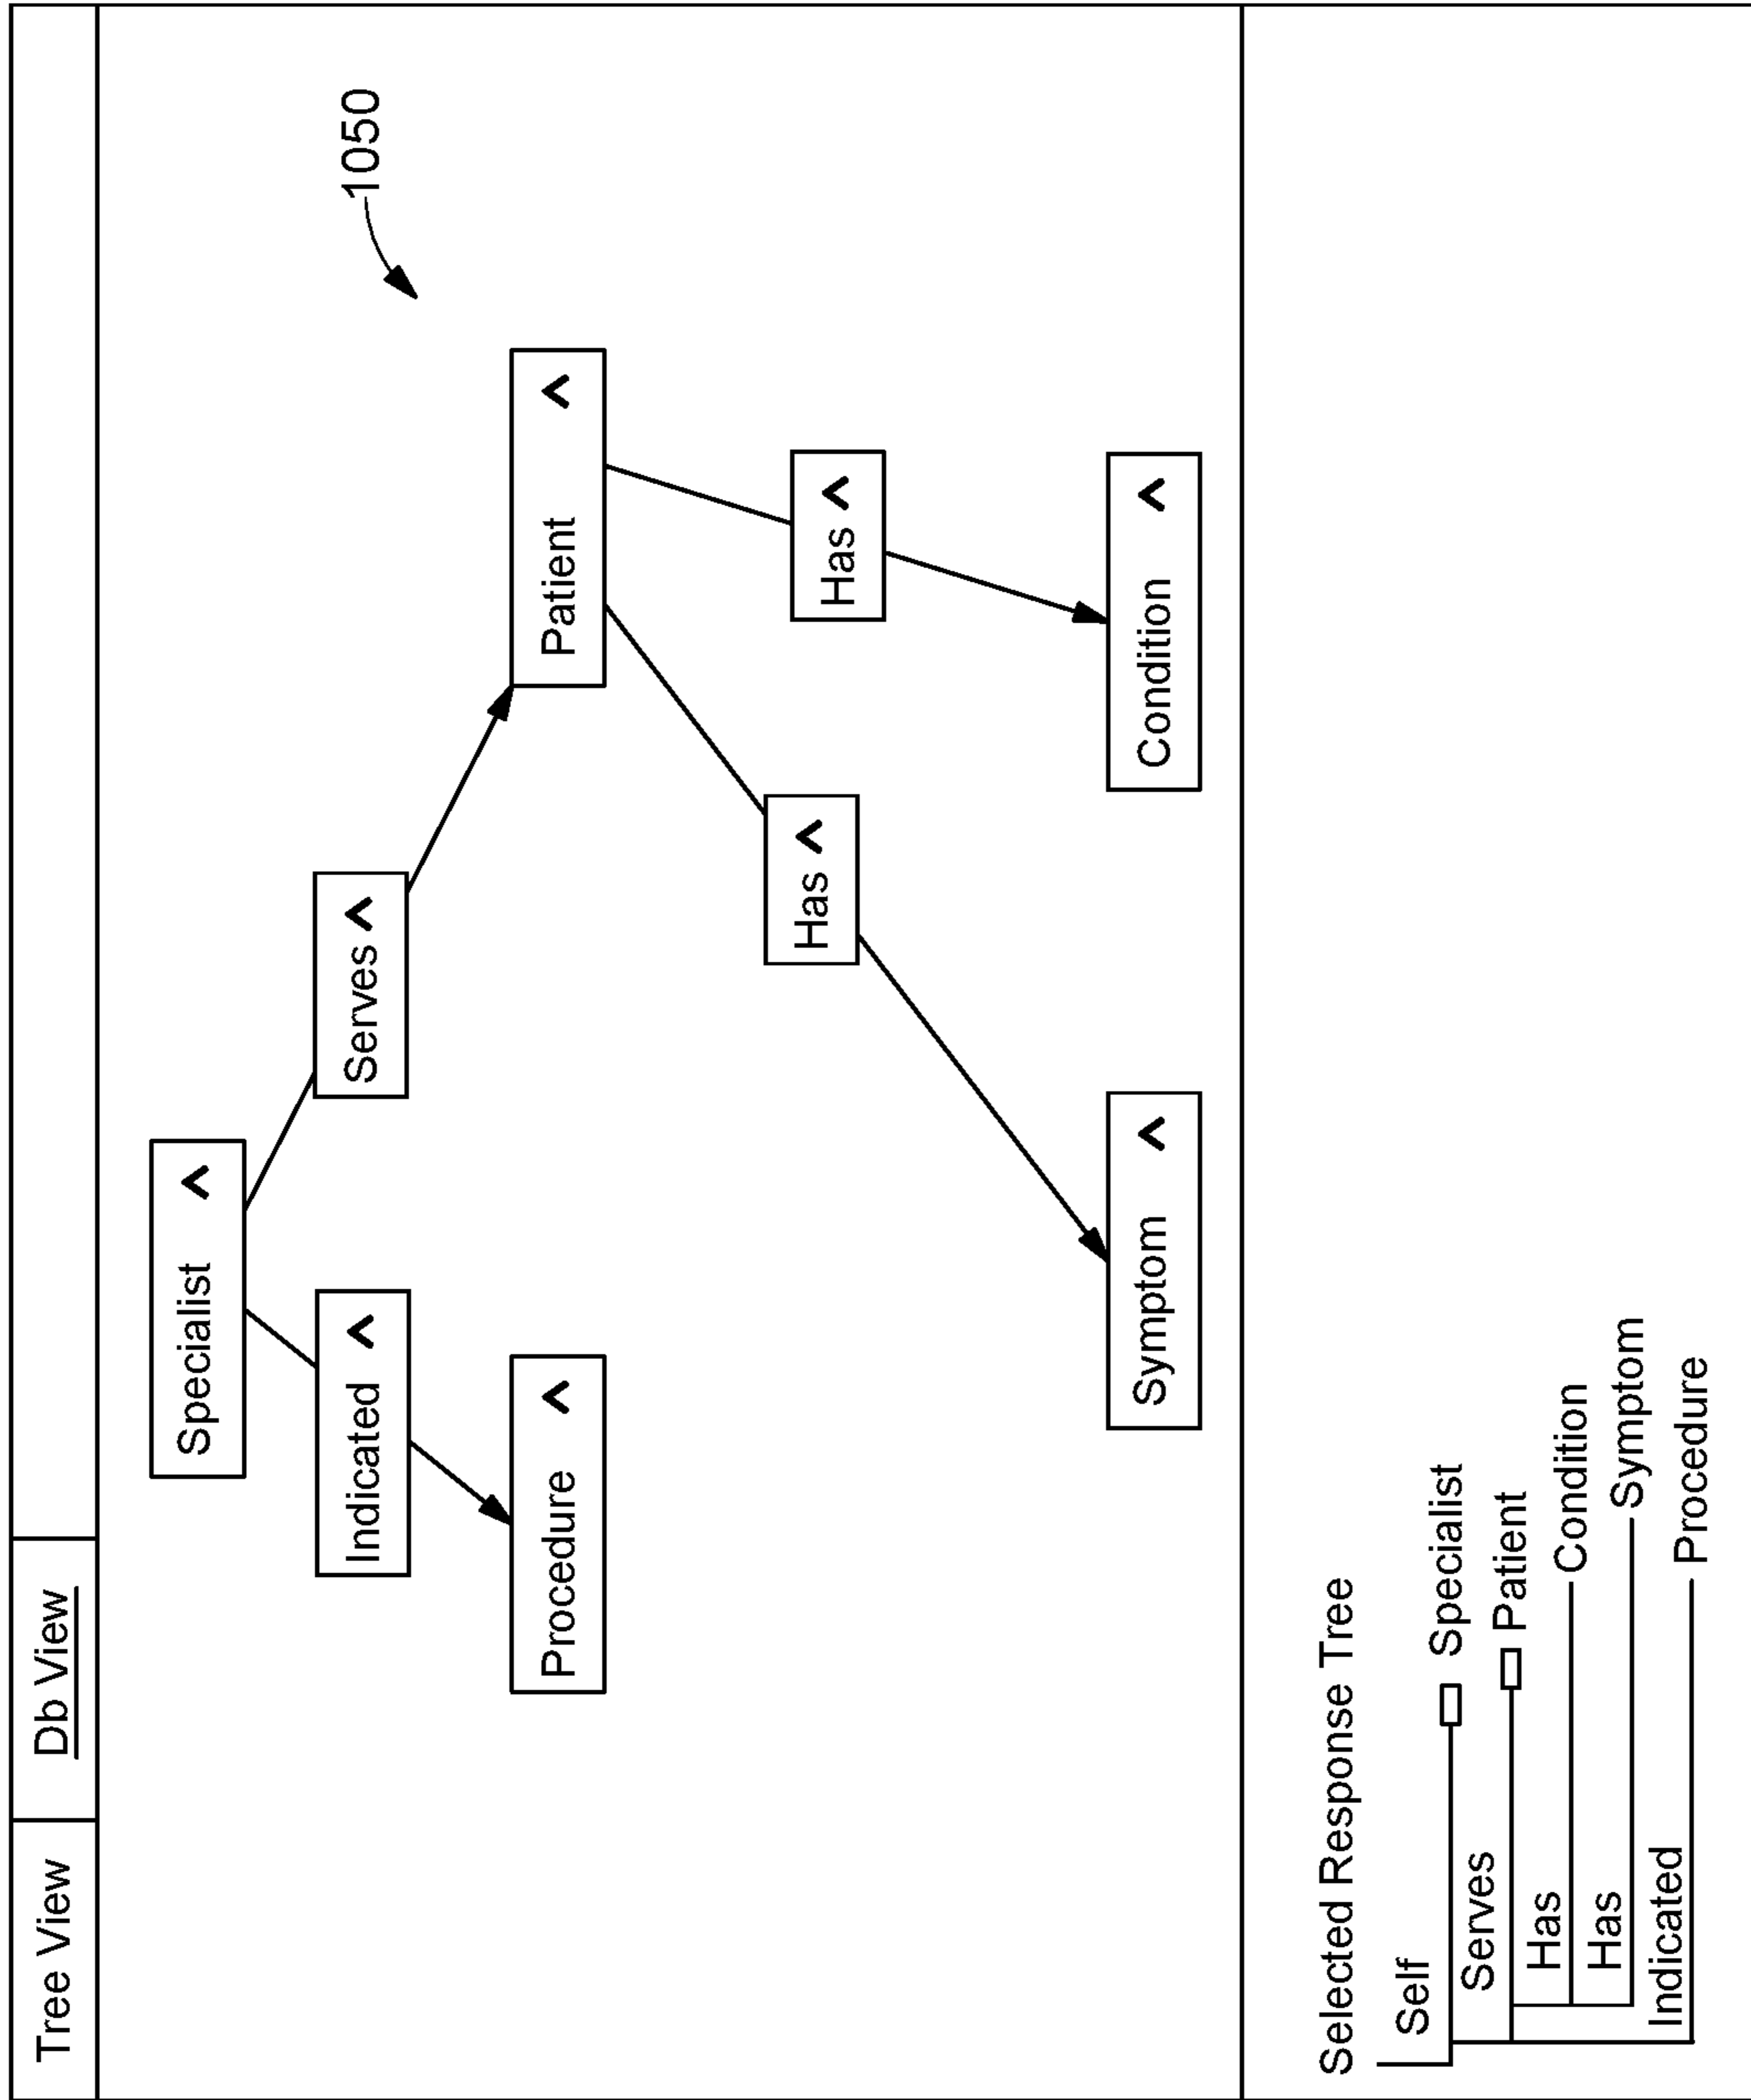 Tree View
Db View
1050
Specialist
Indicated
Serves
Procedure
Patient
Has
Has
Symptom
Condition
Selected Response Tree
Self
Specialist
Serves
Patient
Has
Condition
Has
Symptom
Indicated
Procedure